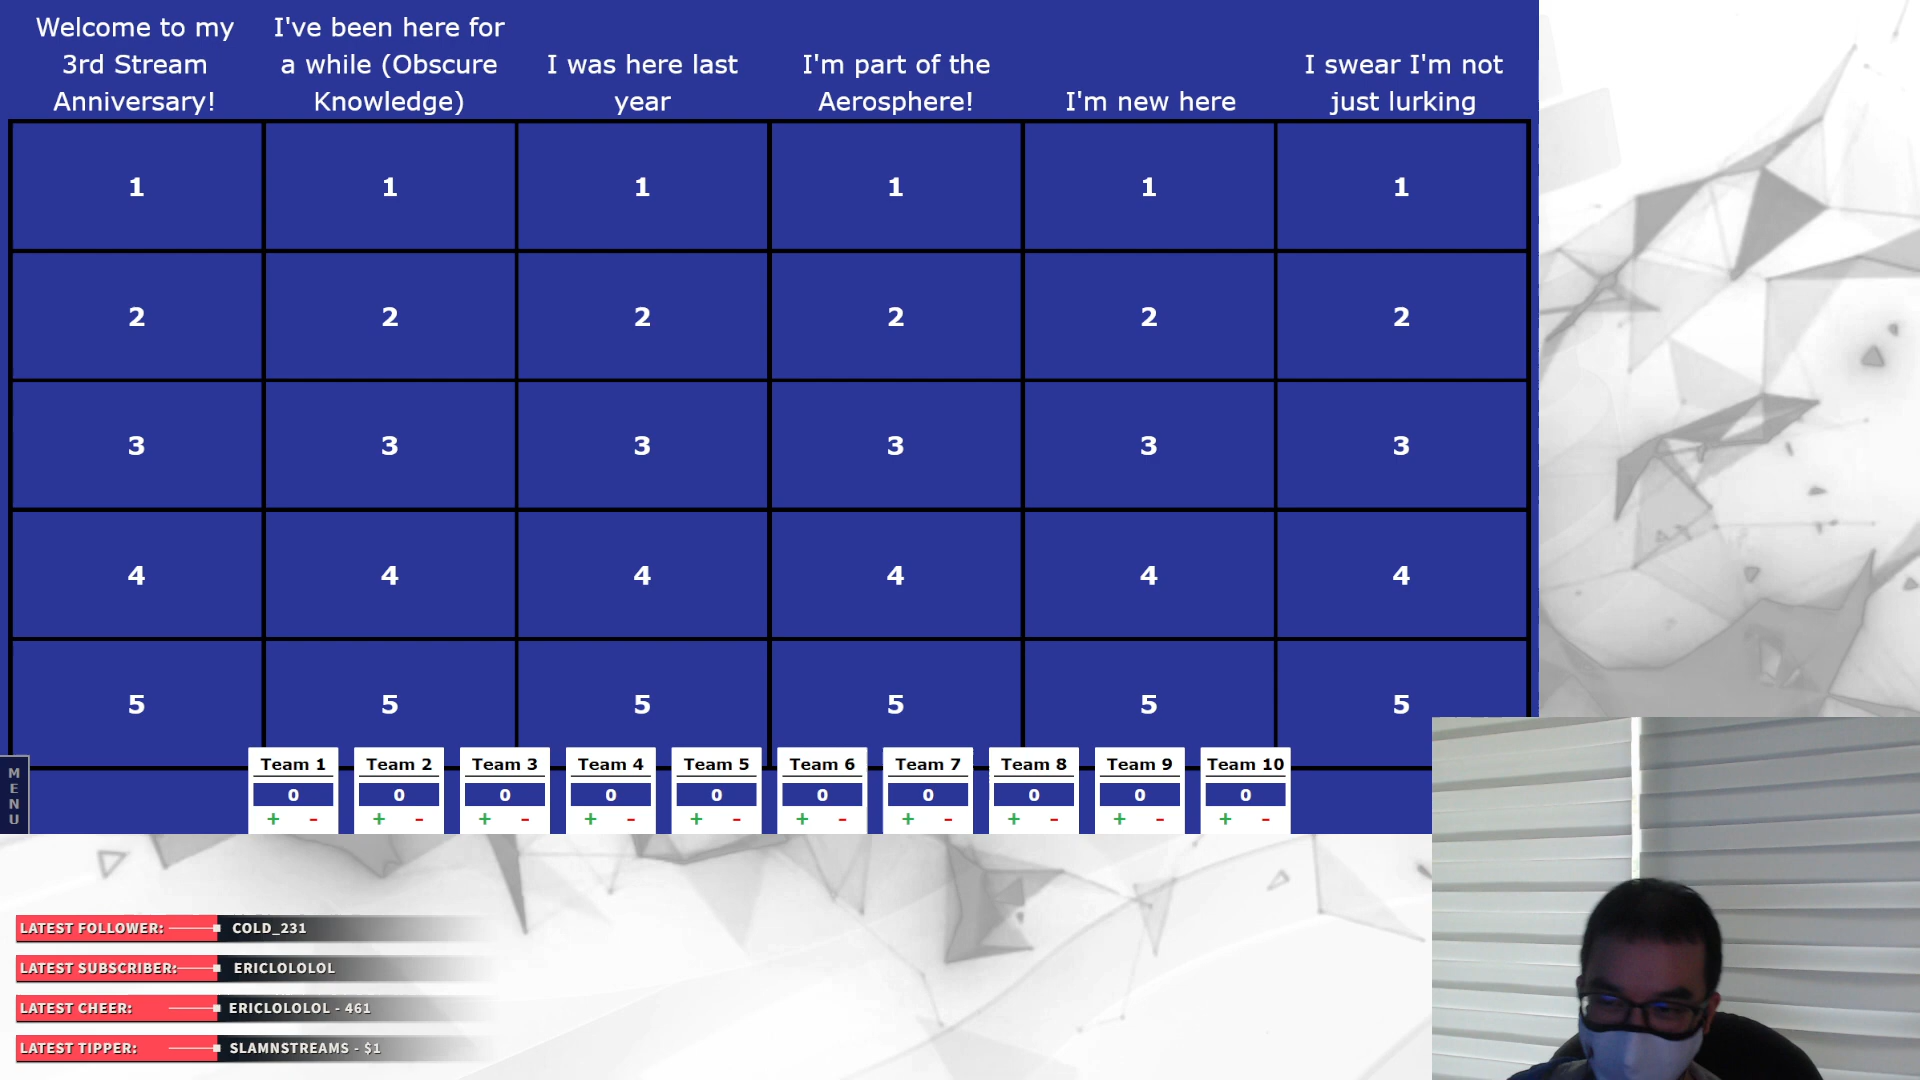 Welcome to my
3rd Stream
Anniversary!
I've been here for
a while (Obscure
Knowledge)
I was here last
year
I'm part of the
Aerosphere!
I'm new here
I swear I'm not
just lurking
1 1 1 1 1 1
2 2 2 2 2 2
3 3 3 3 3 3
4 4 4 4 4 4
5 5 5 5 5 5
MENU
Team 1 Team 2 Team 3 Team 4 Team 5 Team 6 Team 7 Team 8 Team 9 Team 10
0 0 0 0 0 0 0 0 0 0
+ - + - + - + - + - + - + - + - + - + -
LATEST FOLLOWER: COLD_231
LATEST SUBSCRIBER: ERICLOLOLOL
LATEST CHEER: ERICLOLOLOL - 461
LATEST TIPPER: SLAMNSTREAMS - $1